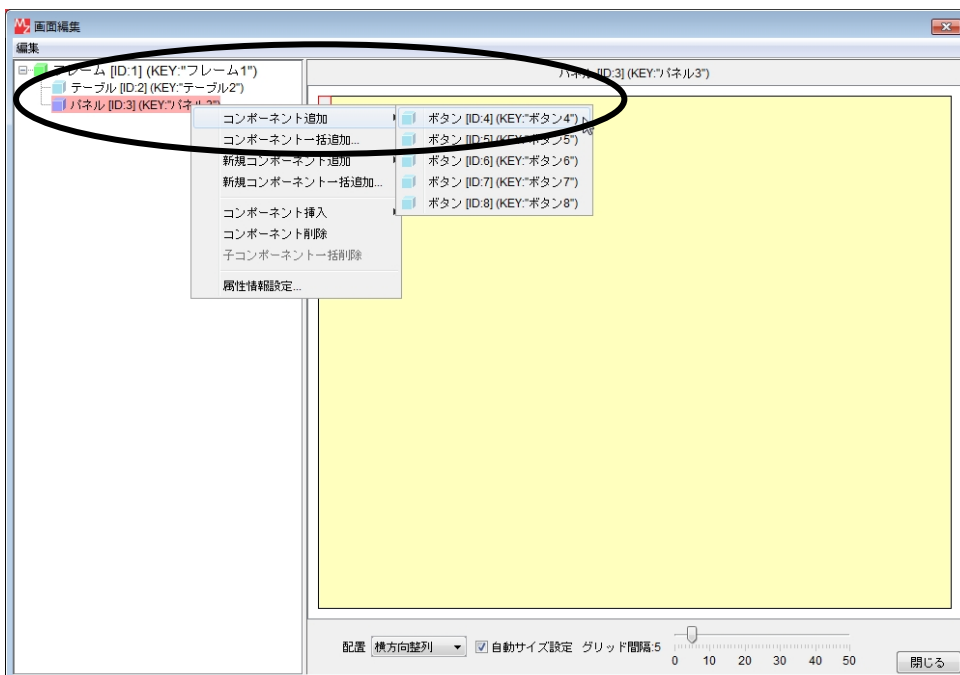 画面編集
編集
フレーム [ID:1] (KEY:"フレーム1")
テーブル [ID:2] (KEY:"テーブル2")
パネル [ID:3] (KEY:"パネル3")
パネル [ID:3] (KEY:"パネル3")
コンポーネント追加
コンポーネント一括追加...
新規コンポーネント追加
新規コンポーネント一括追加...
コンポーネント挿入
コンポーネント削除
子コンポーネント一括削除
属性情報設定...
ボタン [ID:4] (KEY:"ボタン4")
ボタン [ID:5] (KEY:"ボタン5")
ボタン [ID:6] (KEY:"ボタン6")
ボタン [ID:7] (KEY:"ボタン7")
ボタン [ID:8] (KEY:"ボタン8")
配置 横方向整列 自動サイズ設定 グリッド間隔:5
0 10 20 30 40 50
閉じる